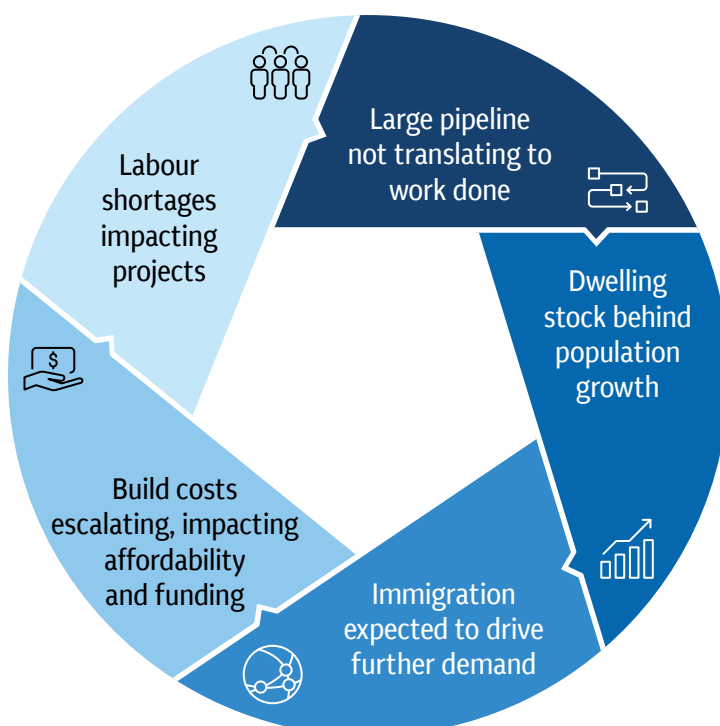 Large pipeline
not translating to
work done
Dwelling
stock behind
population
growth
Immigration
expected to drive
further demand
Build costs
escalating, impacting
affordability
and funding
$
Labour
shortages
impacting
projects